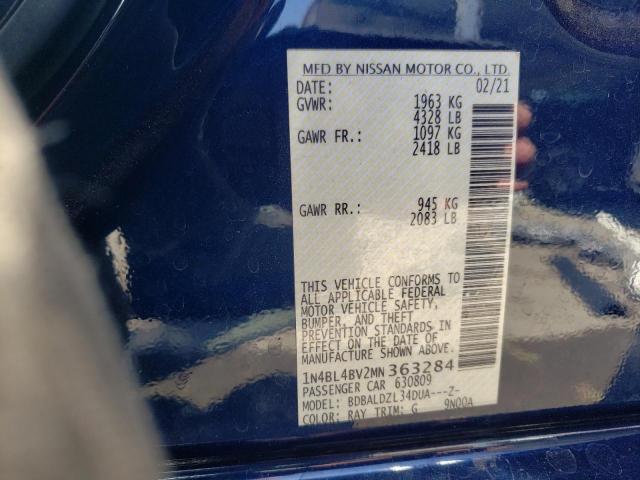 MFD BY NISSAN MOTOR CO., LTD.
DATE: 02/21
GVWR: 1963 KG
4328 LB
GAWR FR.: 1097 KG
2418 LB
GAWR RR.: 945 KG
2083 LB
THIS VEHICLE CONFORMS TO
ALL APPLICABLE FEDERAL
MOTOR VEHICLE SAFETY,
BUMPER, AND THEFT
PREVENTION STANDARDS IN
EFFECT ON THE DATE OF
MANUFACTURE SHOWN ABOVE.
1N4BL4BV2MN363284
PASSENGER CAR 630809
MODEL: BDBALDZL34DUA---Z-
COLOR: RAY TRIM: G 9N00A